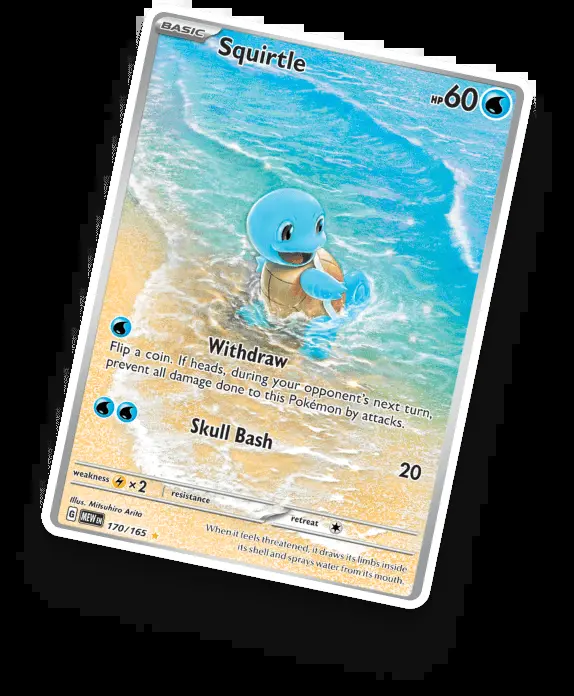 BASIC
Squirtle
HP60
Withdraw
Flip a coin. If heads, during your opponent's next turn,
prevent all damage done to this Pokémon by attacks.
Skull Bash
20
weakness ×2
resistance
retreat
Illus. Mitsuhiro Arita
G MEW EN 170/165
When it feels threatened, it draws its limbs inside
its shell and sprays water from its mouth.